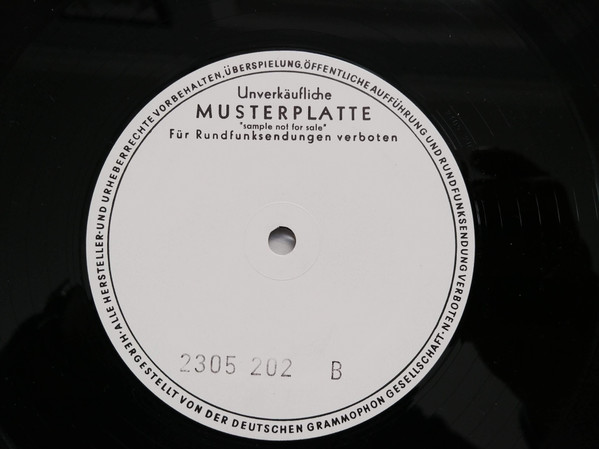 Unverkäufliche
MUSTERPLATTE
"sample not for sale"
Für Rundfunksendungen verboten
2305 202 B
·ALLE HERSTELLER-UND URHEBERRECHTE VORBEHALTEN, ÜBERSPIELUNG, ÖFFENTLICHE AUFFÜHRUNG UND RUNDFUNKSENDUNG VERBOTEN·
HERGESTELLT VON DER DEUTSCHEN GRAMMOPHON GESELLSCHAFT·